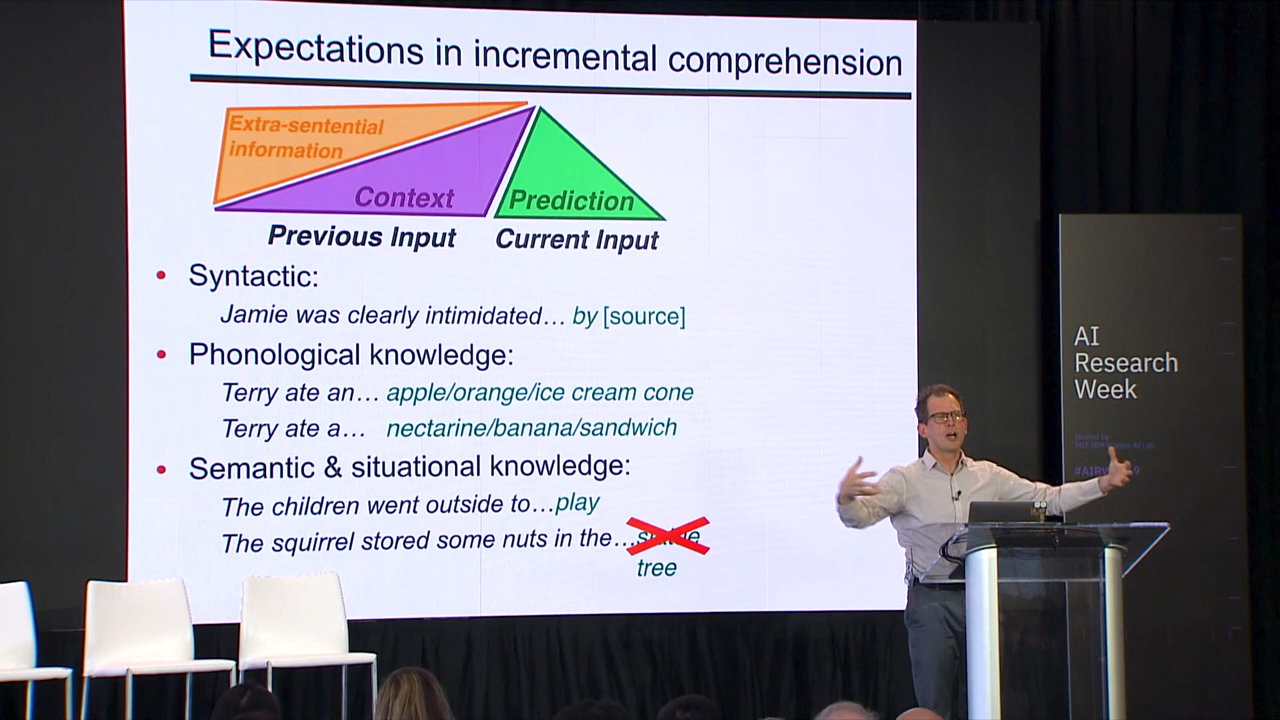 Expectations in incremental comprehension
Extra-sentential
information
Context
Prediction
Previous Input
Current Input
• Syntactic:
Jamie was clearly intimidated… by [source]
• Phonological knowledge:
Terry ate an… apple/orange/ice cream cone
Terry ate a… nectarine/banana/sandwich
• Semantic & situational knowledge:
The children went outside to…play
The squirrel stored some nuts in the…
tree
AI
Research
Week
Hosted by